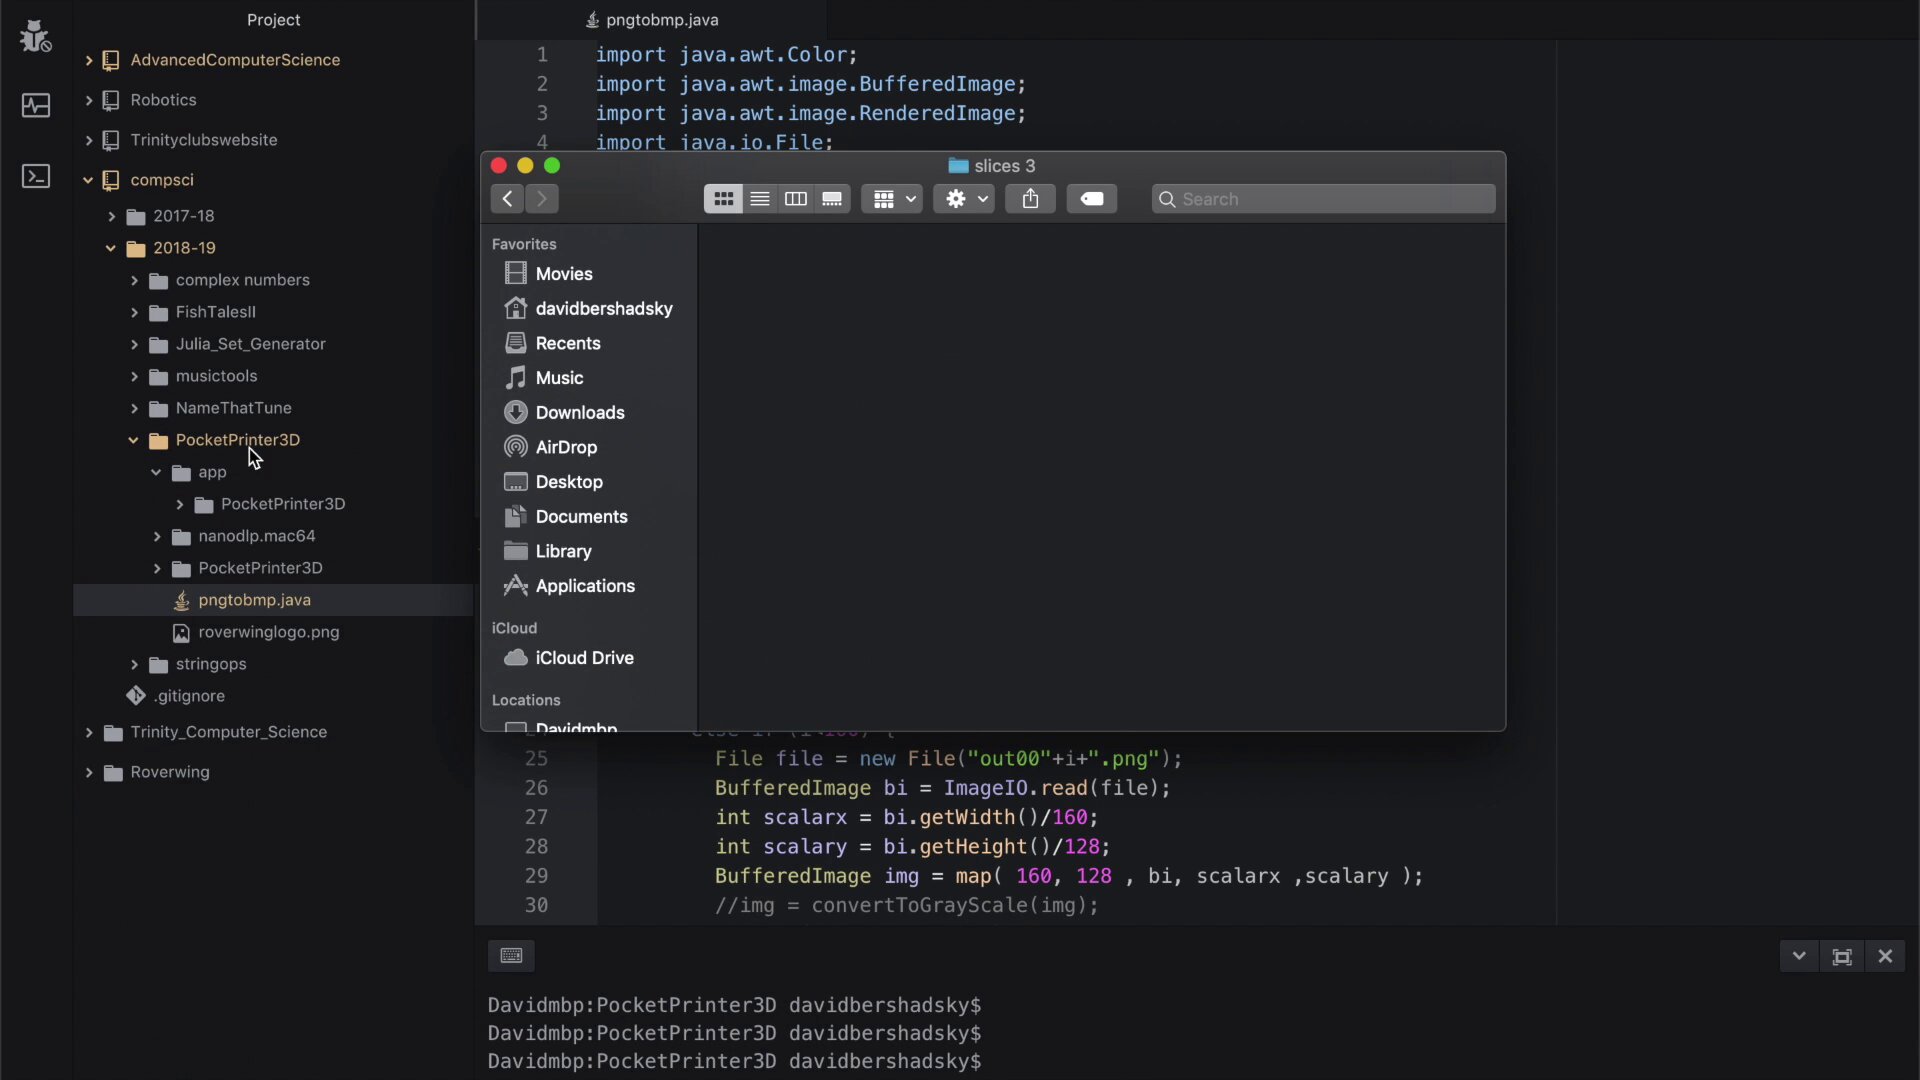 Project
AdvancedComputerScience
Robotics
Trinityclubswebsite
compsci
2017-18
2018-19
complex numbers
FishTalesII
Julia_Set_Generator
musictools
NameThatTune
PocketPrinter3D
app
PocketPrinter3D
nanodlp.mac64
PocketPrinter3D
pngtobmp.java
roverwinglogo.png
stringops
.gitignore
Trinity_Computer_Science
Roverwing
pngtobmp.java
1 import java.awt.Color;
2 import java.awt.image.BufferedImage;
3 import java.awt.image.RenderedImage;
4 import java.io.File;
slices 3
Search
Favorites
Movies
davidbershadsky
Recents
Music
Downloads
AirDrop
Desktop
Documents
Library
Applications
iCloud
iCloud Drive
Locations
Davidmbp
25 File file = new File("out00"+i+".png");
26 BufferedImage bi = ImageIO.read(file);
27 int scalarx = bi.getWidth()/160;
28 int scalary = bi.getHeight()/128;
29 BufferedImage img = map( 160, 128 , bi, scalarx ,scalary );
30 //img = convertToGrayScale(img);
Davidmbp:PocketPrinter3D davidbershadsky$
Davidmbp:PocketPrinter3D davidbershadsky$
Davidmbp:PocketPrinter3D davidbershadsky$